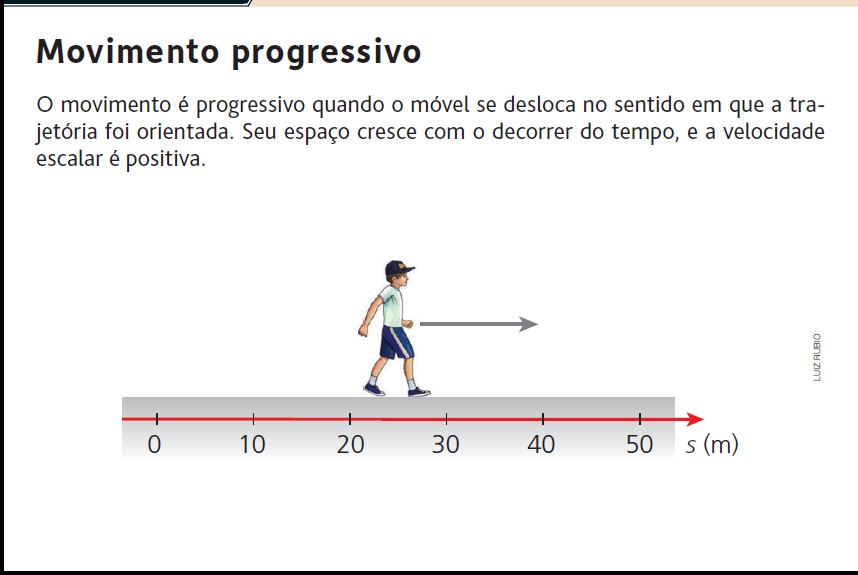 Movimento progressivo
O movimento é progressivo quando o móvel se desloca no sentido em que a tra-
jetória foi orientada. Seu espaço cresce com o decorrer do tempo, e a velocidade
escalar é positiva.
LUIZ RUBIO
0 10 20 30 40 50 s (m)